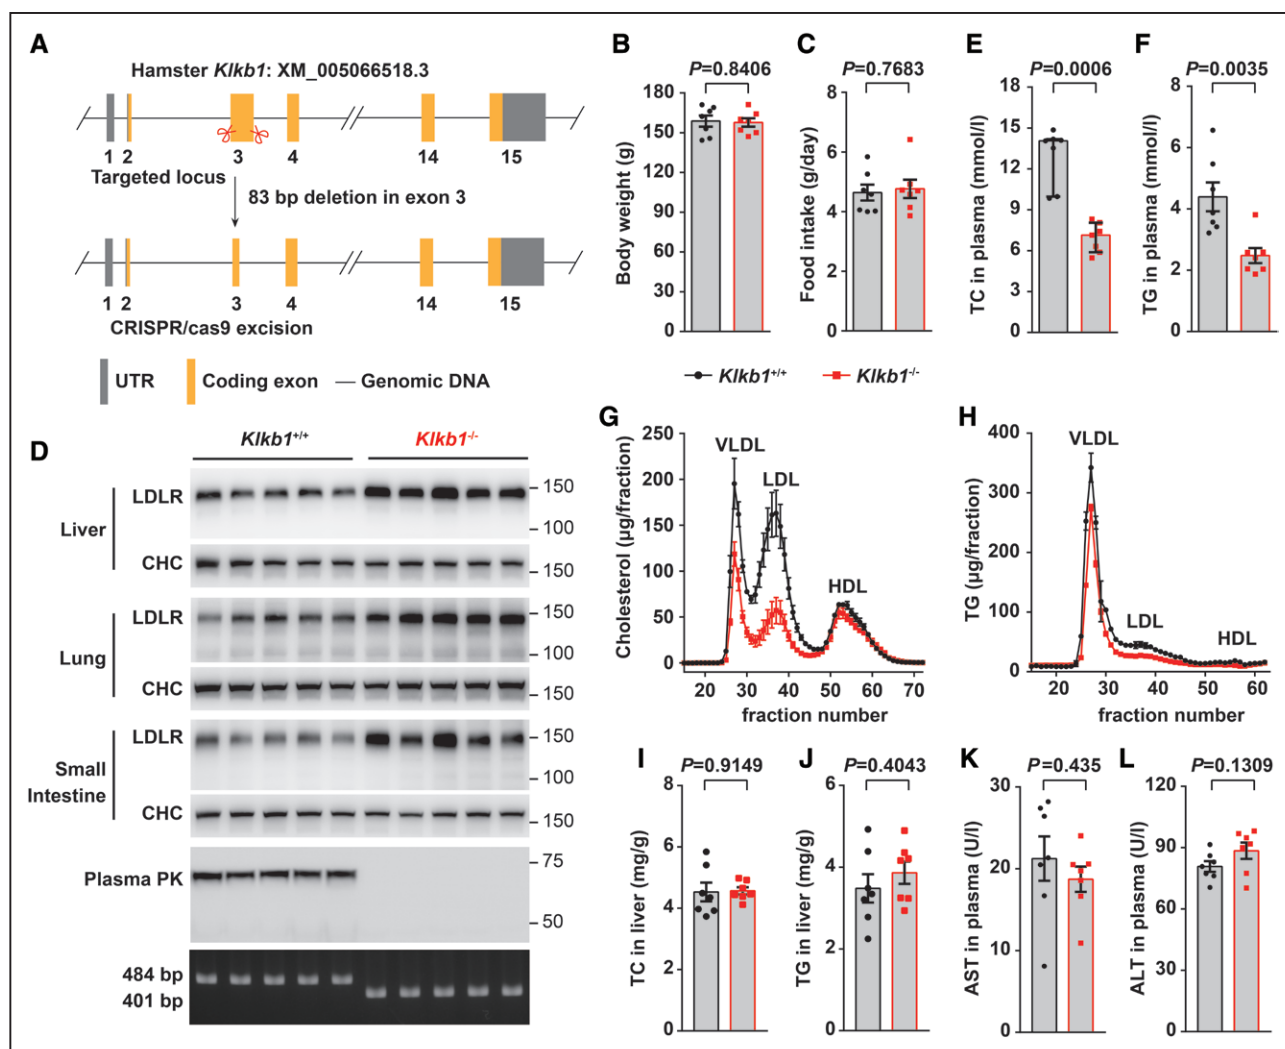 A
Hamster Klkb1: XM_005066518.3
1 2 3 4 14 15
Targeted locus
83 bp deletion in exon 3
1 2 3 4 14 15
CRISPR/cas9 excision
UTR Coding exon Genomic DNA
B
P=0.8406
Body weight (g)
180
150
120
90
60
30
0
C
P=0.7683
Food intake (g/day)
8
6
4
2
0
E
P=0.0006
TC in plasma (mmol/l)
18
15
12
9
6
3
0
F
P=0.0035
TG in plasma (mmol/l)
8
6
4
2
0
Klkb1+/+ Klkb1-/-
D
Klkb1+/+ Klkb1-/-
Liver
LDLR
150
100
CHC
150
Lung
LDLR
150
100
CHC
150
Small
Intestine
LDLR
150
100
CHC
150
Plasma PK
75
50
484 bp
401 bp
G
Cholesterol (μg/fraction)
250
200
150
100
50
0
VLDL
LDL
HDL
20 30 40 50 60 70
fraction number
H
TG (μg/fraction)
400
300
200
100
0
VLDL
LDL
HDL
20 30 40 50 60
fraction number
I
P=0.9149
TC in liver (mg/g)
8
6
4
2
0
J
P=0.4043
TG in liver (mg/g)
6
4
2
0
K
P=0.435
AST in plasma (U/l)
30
20
10
0
L
P=0.1309
ALT in plasma (U/l)
120
90
60
30
0